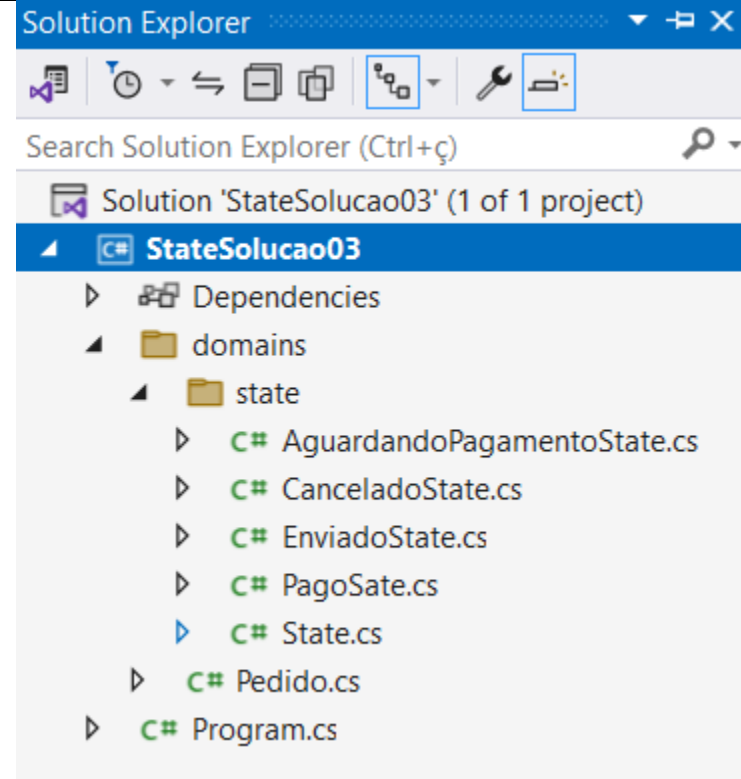 Solution Explorer
Search Solution Explorer (Ctrl+ç)
Solution 'StateSolucao03' (1 of 1 project)
C# StateSolucao03
Dependencies
domains
state
C# AguardandoPagamentoState.cs
C# CanceladoState.cs
C# EnviadoState.cs
C# PagoSate.cs
C# State.cs
C# Pedido.cs
C# Program.cs